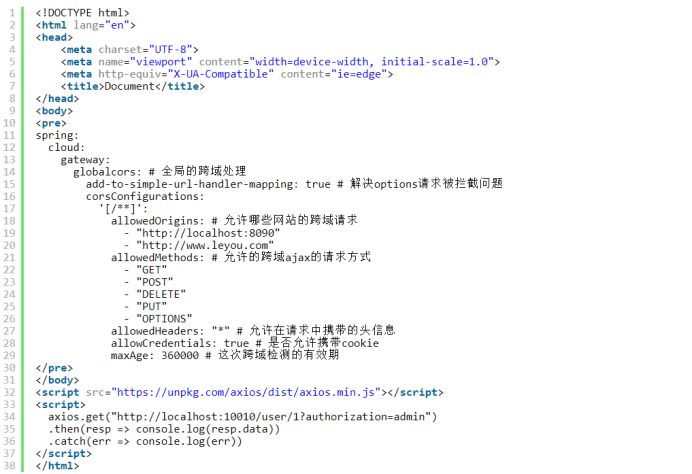 1 <!DOCTYPE html>
2 <html lang="en">
3 <head>
4     <meta charset="UTF-8">
5     <meta name="viewport" content="width=device-width, initial-scale=1.0">
6     <meta http-equiv="X-UA-Compatible" content="ie=edge">
7     <title>Document</title>
8 </head>
9 <body>
10 <pre>
11 spring:
12   cloud:
13     gateway:
14       globalcors: # 全局的跨域处理
15         add-to-simple-url-handler-mapping: true # 解决options请求被拦截问题
16         corsConfigurations:
17           '[/**]':
18             allowedOrigins: # 允许哪些网站的跨域请求
19               - "http://localhost:8090"
20               - "http://www.leyou.com"
21             allowedMethods: # 允许的跨域ajax的请求方式
22               - "GET"
23               - "POST"
24               - "DELETE"
25               - "PUT"
26               - "OPTIONS"
27             allowedHeaders: "*" # 允许在请求中携带的头信息
28             allowCredentials: true # 是否允许携带cookie
29             maxAge: 360000 # 这次跨域检测的有效期
30 </pre>
31 </body>
32 <script src="https://unpkg.com/axios/dist/axios.min.js"></script>
33 <script>
34   axios.get("http://localhost:10010/user/1?authorization=admin")
35   .then(resp => console.log(resp.data))
36   .catch(err => console.log(err))
37 </script>
38 </html>